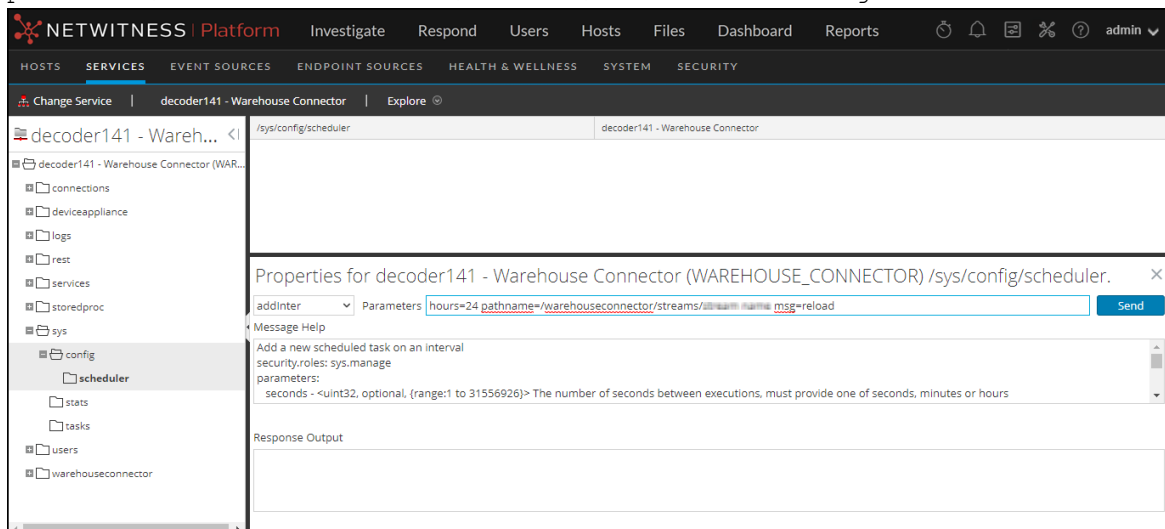 NETWITNESS | Platform Investigate Respond Users Hosts Files Dashboard Reports admin
HOSTS SERVICES EVENT SOURCES ENDPOINT SOURCES HEALTH & WELLNESS SYSTEM SECURITY
Change Service | decoder141 - Warehouse Connector | Explore
decoder141 - Wareh...
/sys/config/scheduler decoder141 - Warehouse Connector
decoder141 - Warehouse Connector (WAR...
connections
deviceappliance
logs
rest
services
storedproc
sys
config
scheduler
stats
tasks
users
warehouseconnector
Properties for decoder141 - Warehouse Connector (WAREHOUSE_CONNECTOR) /sys/config/scheduler.
addInter Parameters hours=24 pathname=/warehouseconnector/streams/ msg=reload Send
Message Help
Add a new scheduled task on an interval
security.roles: sys.manage
parameters:
seconds - <uint32, optional, {range:1 to 31556926}> The number of seconds between executions, must provide one of seconds, minutes or hours
Response Output